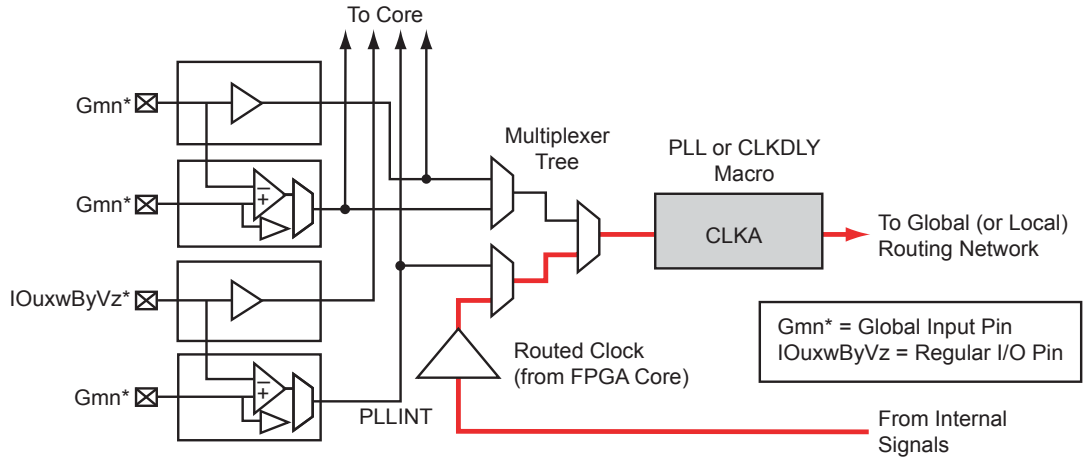 To Core
Gmn*
Gmn*
IOuxwByVz*
Gmn*
PLLINT
Multiplexer
Tree
PLL or CLKDLY
Macro
CLKA
To Global (or Local)
Routing Network
Routed Clock
(from FPGA Core)
Gmn* = Global Input Pin
IOuxwByVz = Regular I/O Pin
From Internal
Signals